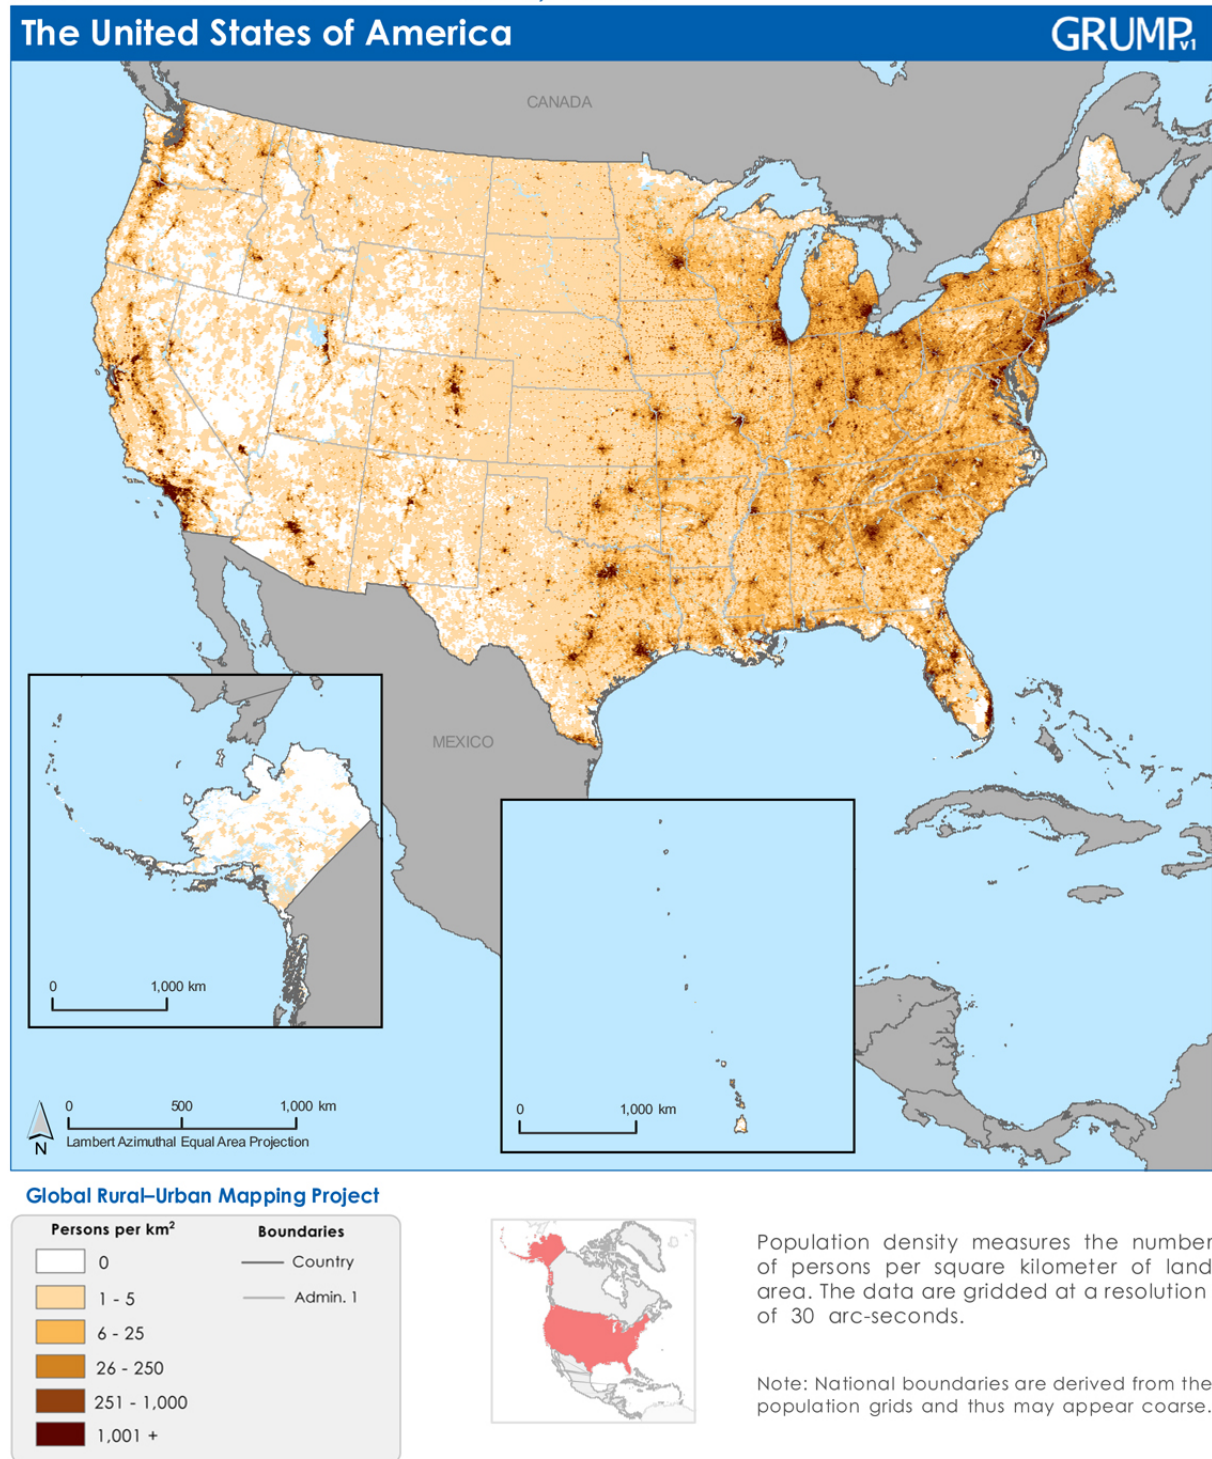 The United States of America
GRUMPv1
CANADA
MEXICO
0 1,000 km
0 1,000 km
0 500 1,000 km
Lambert Azimuthal Equal Area Projection
N
Global Rural–Urban Mapping Project
Persons per km²
0
1 - 5
6 - 25
26 - 250
251 - 1,000
1,001 +
Boundaries
Country
Admin. 1
Population density measures the number
of persons per square kilometer of land
area. The data are gridded at a resolution
of 30 arc-seconds.
Note: National boundaries are derived from the
population grids and thus may appear coarse.